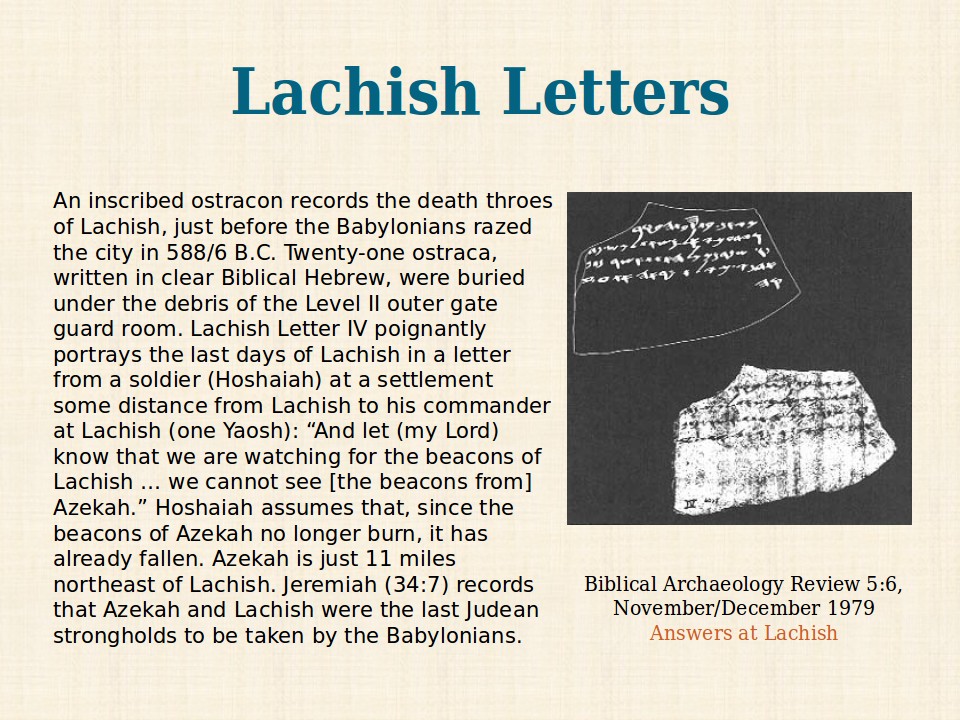 Lachish Letters
An inscribed ostracon records the death throes
of Lachish, just before the Babylonians razed
the city in 588/6 B.C. Twenty-one ostraca,
written in clear Biblical Hebrew, were buried
under the debris of the Level II outer gate
guard room. Lachish Letter IV poignantly
portrays the last days of Lachish in a letter
from a soldier (Hoshaiah) at a settlement
some distance from Lachish to his commander
at Lachish (one Yaosh): “And let (my Lord)
know that we are watching for the beacons of
Lachish … we cannot see [the beacons from]
Azekah.” Hoshaiah assumes that, since the
beacons of Azekah no longer burn, it has
already fallen. Azekah is just 11 miles
northeast of Lachish. Jeremiah (34:7) records
that Azekah and Lachish were the last Judean
strongholds to be taken by the Babylonians.
IV
Biblical Archaeology Review 5:6,
November/December 1979
Answers at Lachish